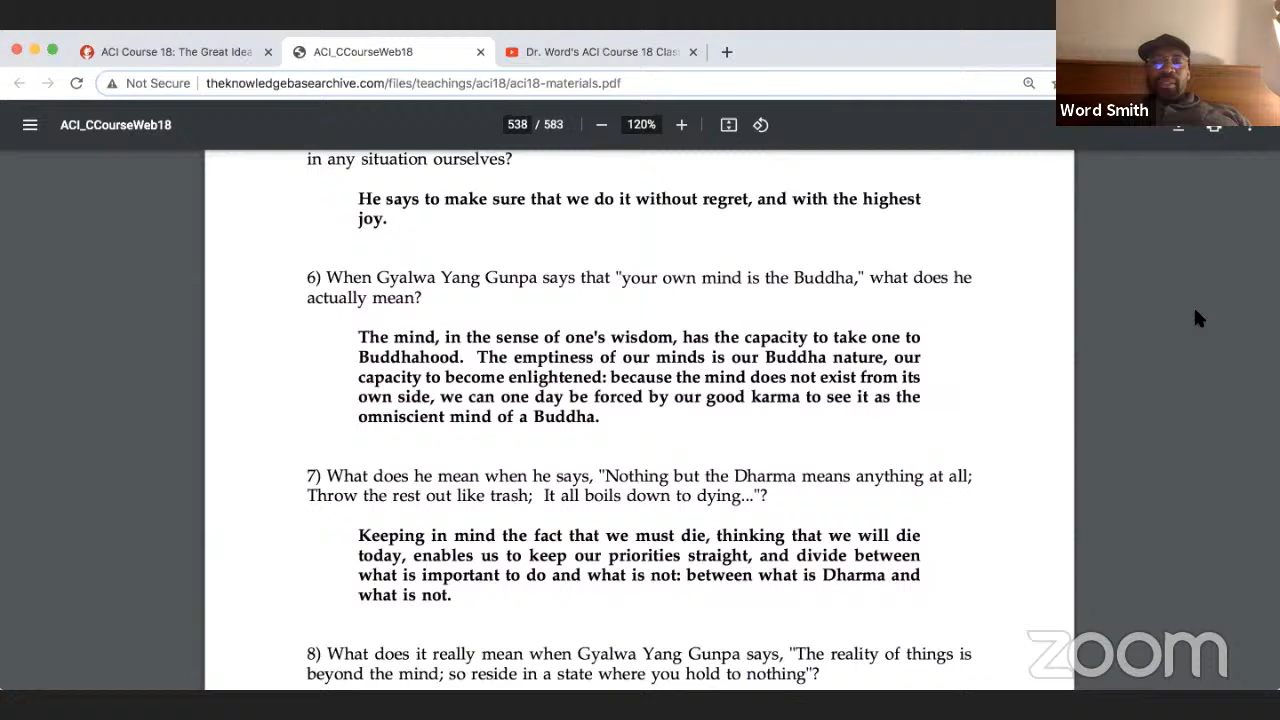 ACI Course 18: The Great Idea
ACI_CCourseWeb18
Dr. Word's ACI Course 18 Clas
Not Secure
theknowledgebasearchive.com/files/teachings/aci18/aci18-materials.pdf
Word Smith
ACI_CCourseWeb18
538 / 583
120%
in any situation ourselves?
He says to make sure that we do it without regret, and with the highest
joy.
6) When Gyalwa Yang Gunpa says that "your own mind is the Buddha," what does he
actually mean?
The mind, in the sense of one's wisdom, has the capacity to take one to
Buddhahood. The emptiness of our minds is our Buddha nature, our
capacity to become enlightened: because the mind does not exist from its
own side, we can one day be forced by our good karma to see it as the
omniscient mind of a Buddha.
7) What does he mean when he says, "Nothing but the Dharma means anything at all;
Throw the rest out like trash; It all boils down to dying..."?
Keeping in mind the fact that we must die, thinking that we will die
today, enables us to keep our priorities straight, and divide between
what is important to do and what is not: between what is Dharma and
what is not.
8) What does it really mean when Gyalwa Yang Gunpa says, "The reality of things is
beyond the mind; so reside in a state where you hold to nothing"?
zoom